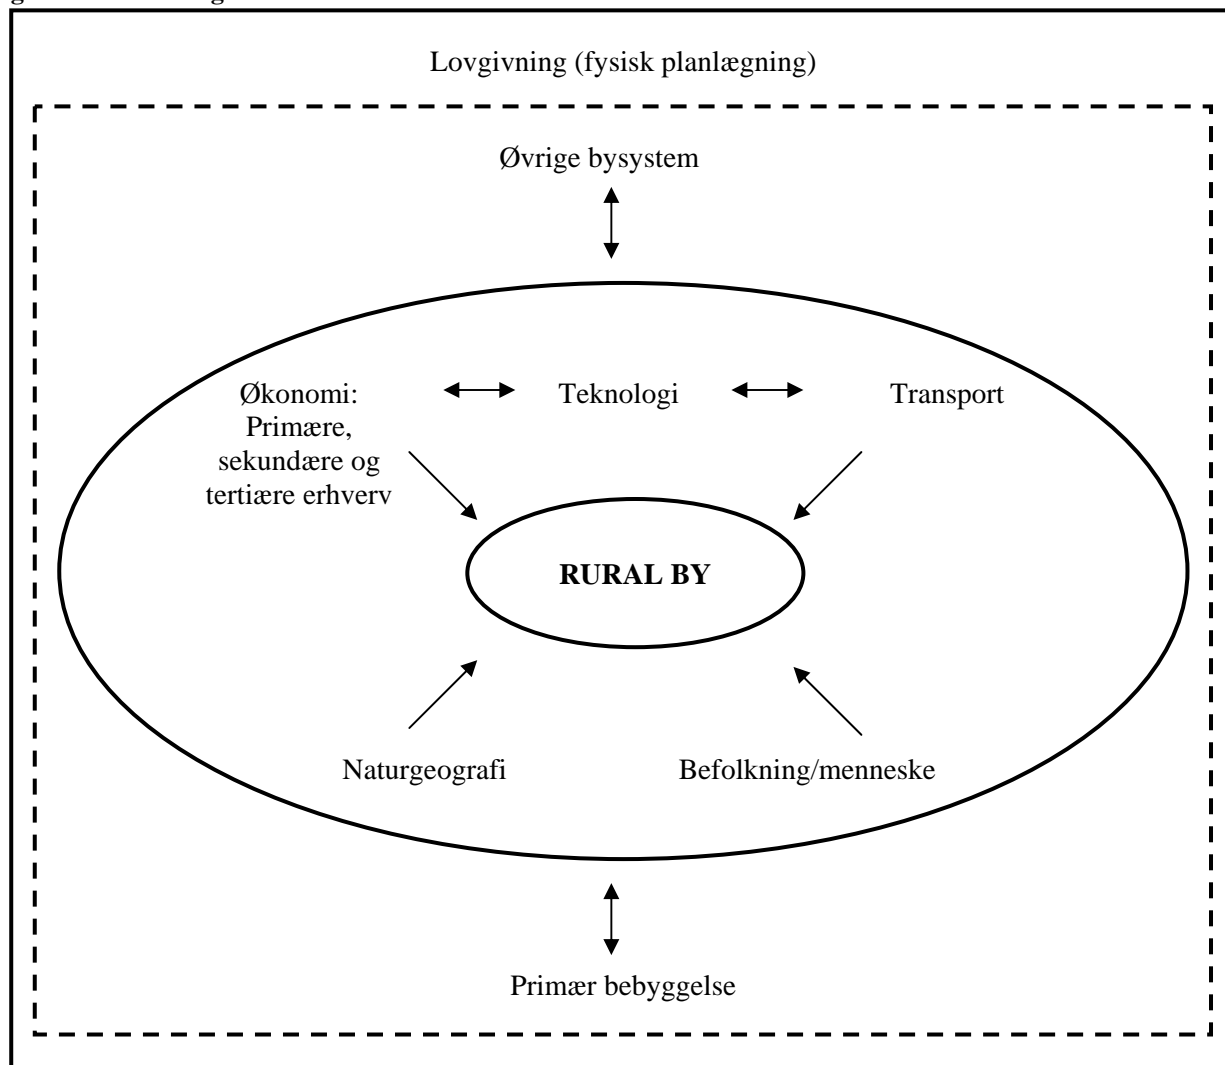 Lovgivning (fysisk planlægning)
Øvrige bysystem
Økonomi:
Primære,
sekundære og
tertiære erhverv
Teknologi
Transport
RURAL BY
Naturgeografi
Befolkning/menneske
Primær bebyggelse